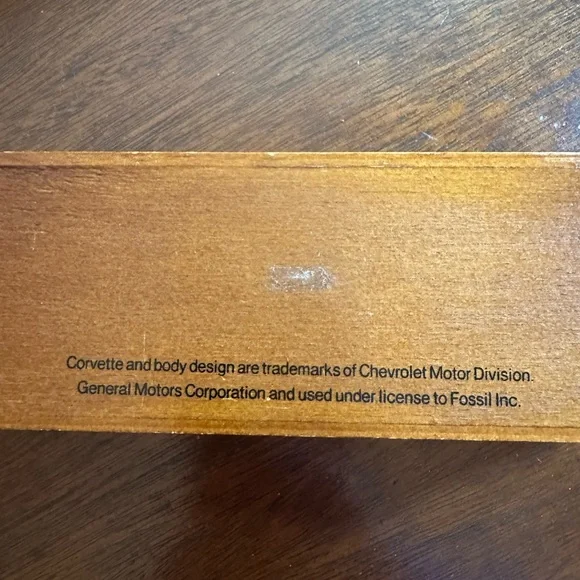 Corvette and body design are trademarks of Chevrolet Motor Division.
General Motors Corporation and used under license to Fossil Inc.